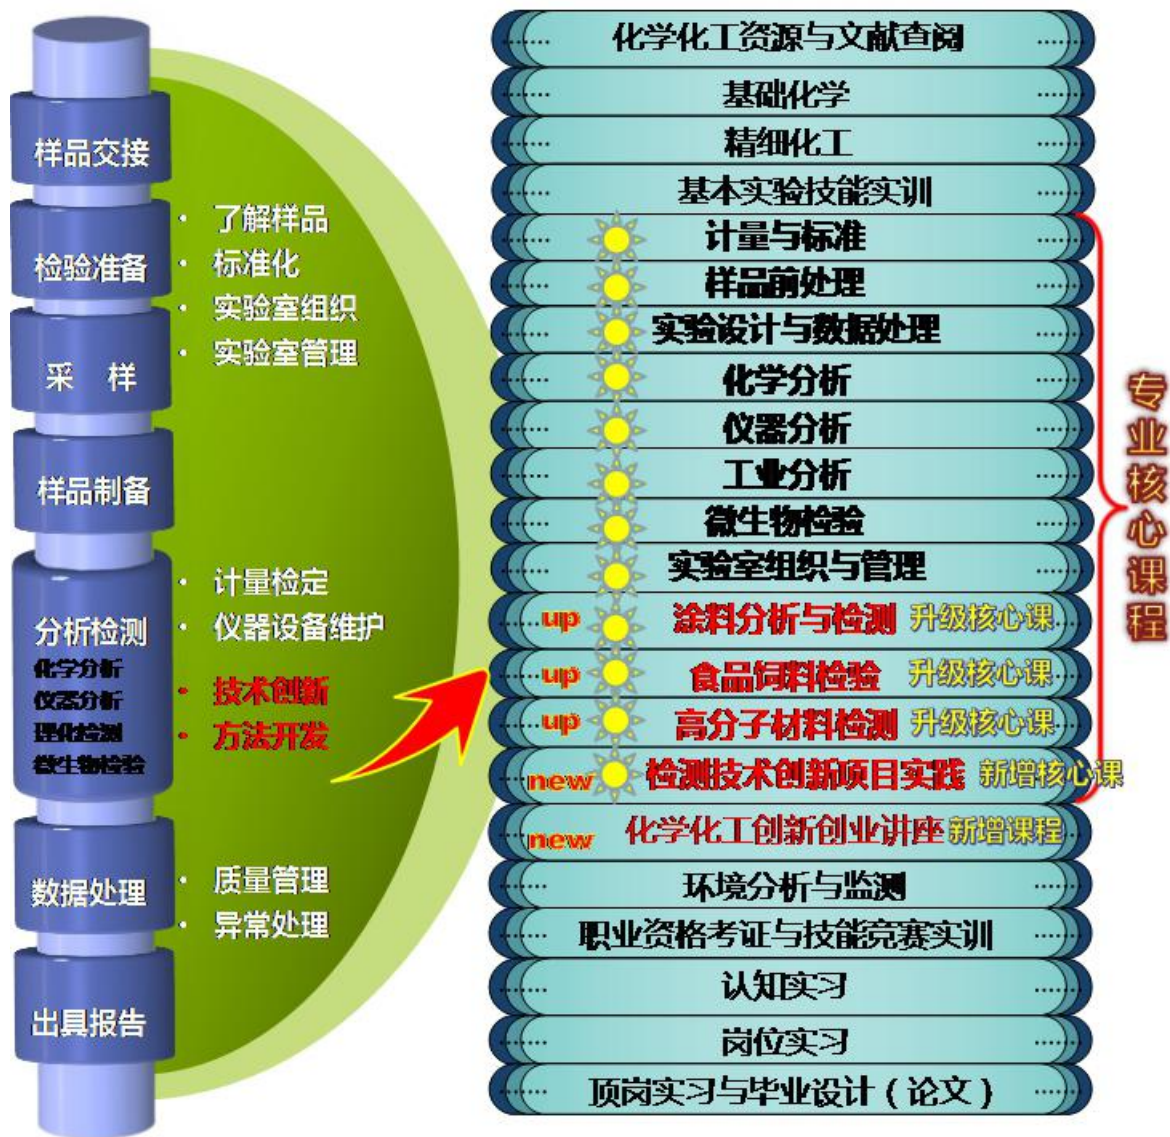 样品交接
检验准备
采 样
样品制备
分析检测
化学分析
仪器分析
理化检测
微生物检验
数据处理
出具报告
· 了解样品
· 标准化
· 实验室组织
· 实验室管理
· 计量检定
· 仪器设备维护
· 技术创新
· 方法开发
· 质量管理
· 异常处理
...... 化学化工资源与文献查阅 ......
...... 基础化学 ......
...... 精细化工 ......
...... 基本实验技能实训 ......
...... 计量与标准 ......
...... 样品前处理 ......
...... 实验设计与数据处理 ......
...... 化学分析 ......
...... 仪器分析 ......
...... 工业分析 ......
...... 微生物检验 ......
...... 实验室组织与管理 ......
up 涂料分析与检测 升级核心课
up 食品饲料检验 升级核心课
up 高分子材料检测 升级核心课
new 检测技术创新项目实践 新增核心课
new 化学化工创新创业讲座 新增课程
...... 环境分析与监测 ......
...... 职业资格考证与技能竞赛实训 ......
...... 认知实习 ......
...... 岗位实习 ......
...... 顶岗实习与毕业设计（论文） ......
专业核心课程